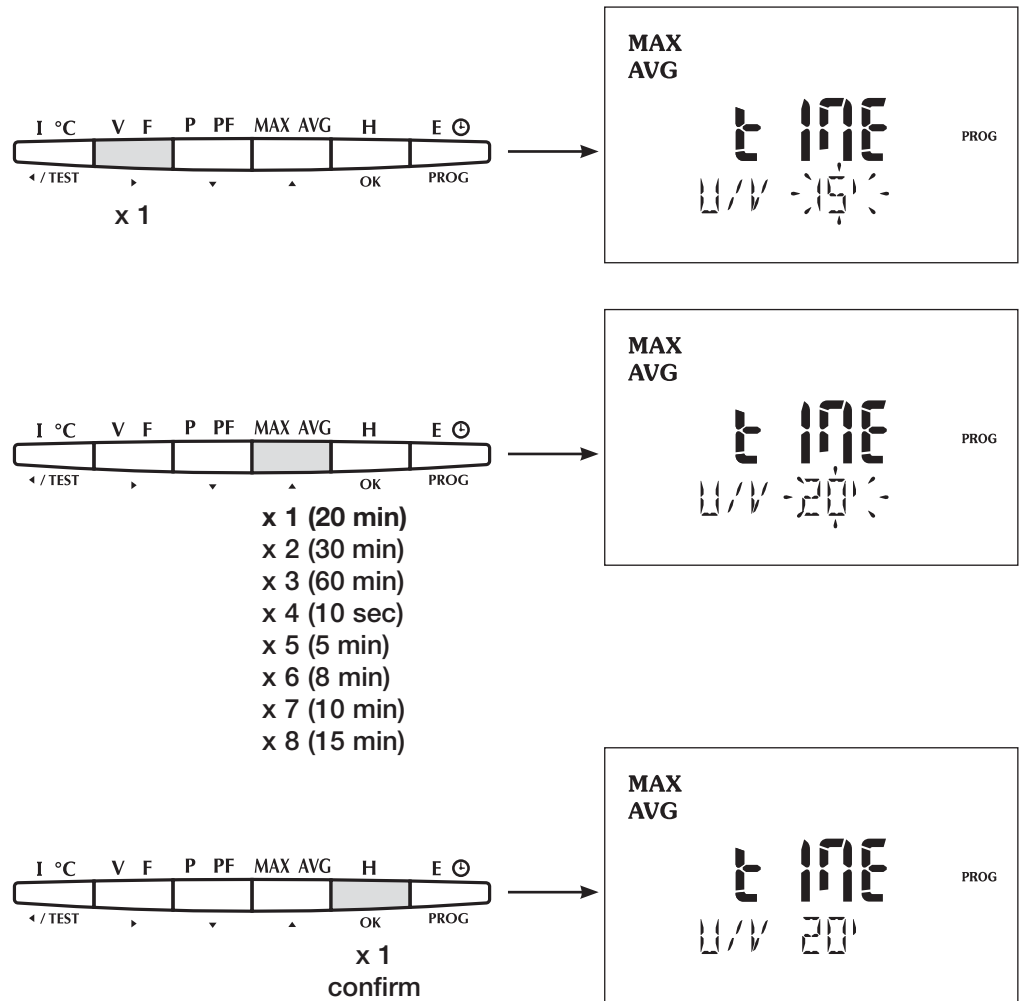 MAX
AVG
t IME
PROG
U/V 15'
I °C V F P PF MAX AVG H E
◂ / TEST ▸ ▾ ▴ OK PROG
x 1
MAX
AVG
t IME
PROG
U/V 20'
I °C V F P PF MAX AVG H E
◂ / TEST ▸ ▾ ▴ OK PROG
x 1 (20 min)
x 2 (30 min)
x 3 (60 min)
x 4 (10 sec)
x 5 (5 min)
x 6 (8 min)
x 7 (10 min)
x 8 (15 min)
MAX
AVG
t IME
PROG
U/V 20'
I °C V F P PF MAX AVG H E
◂ / TEST ▸ ▾ ▴ OK PROG
x 1
confirm